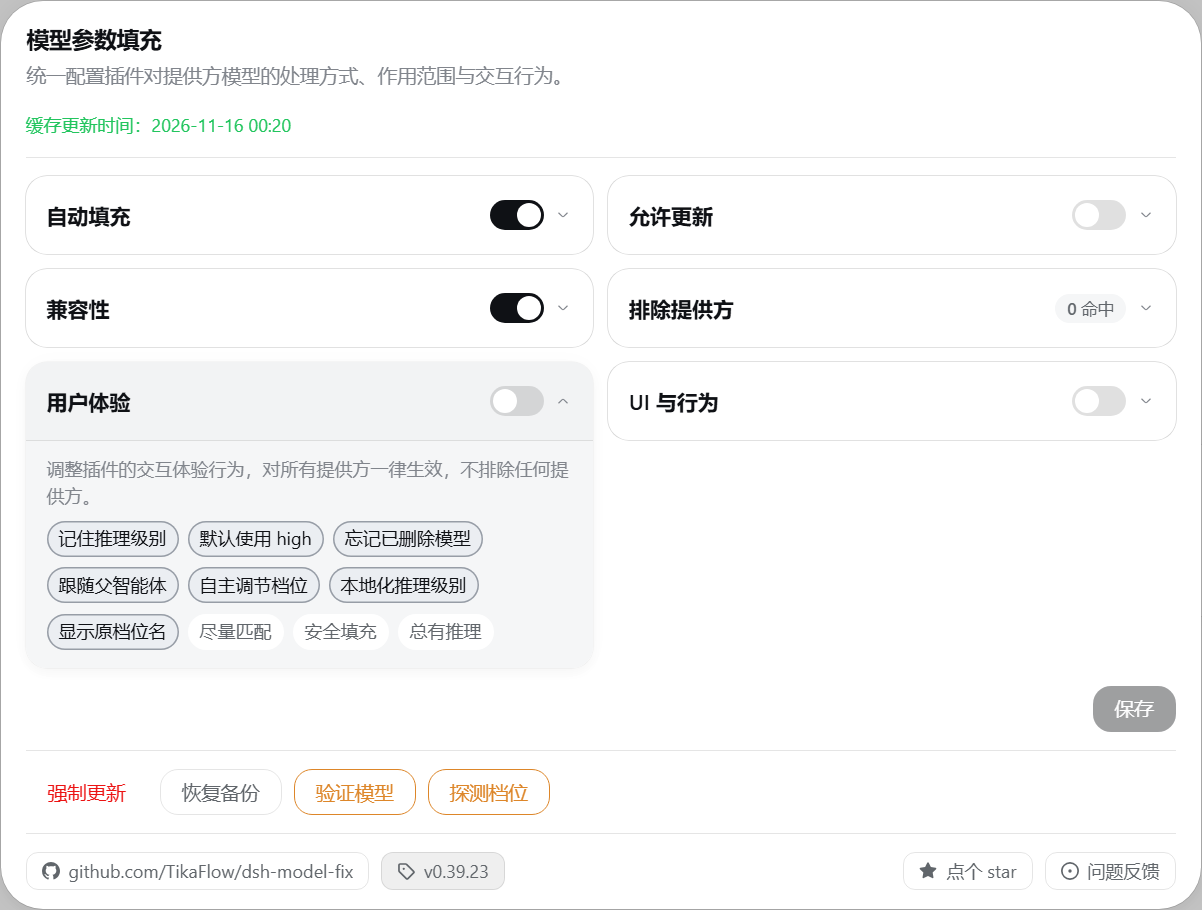 模型参数填充
统一配置插件对提供方模型的处理方式、作用范围与交互行为。
缓存更新时间：2026-11-16 00:20
自动填充
允许更新
兼容性
排除提供方
0 命中
用户体验
UI 与行为
调整插件的交互体验行为，对所有提供方一律生效，不排除任何提
供方。
记住推理级别 默认使用 high 忘记已删除模型
跟随父智能体 自主调节档位 本地化推理级别
显示原档位名 尽量匹配 安全填充 总有推理
保存
强制更新 恢复备份 验证模型 探测档位
github.com/TikaFlow/dsh-model-fix v0.39.23 点个 star 问题反馈